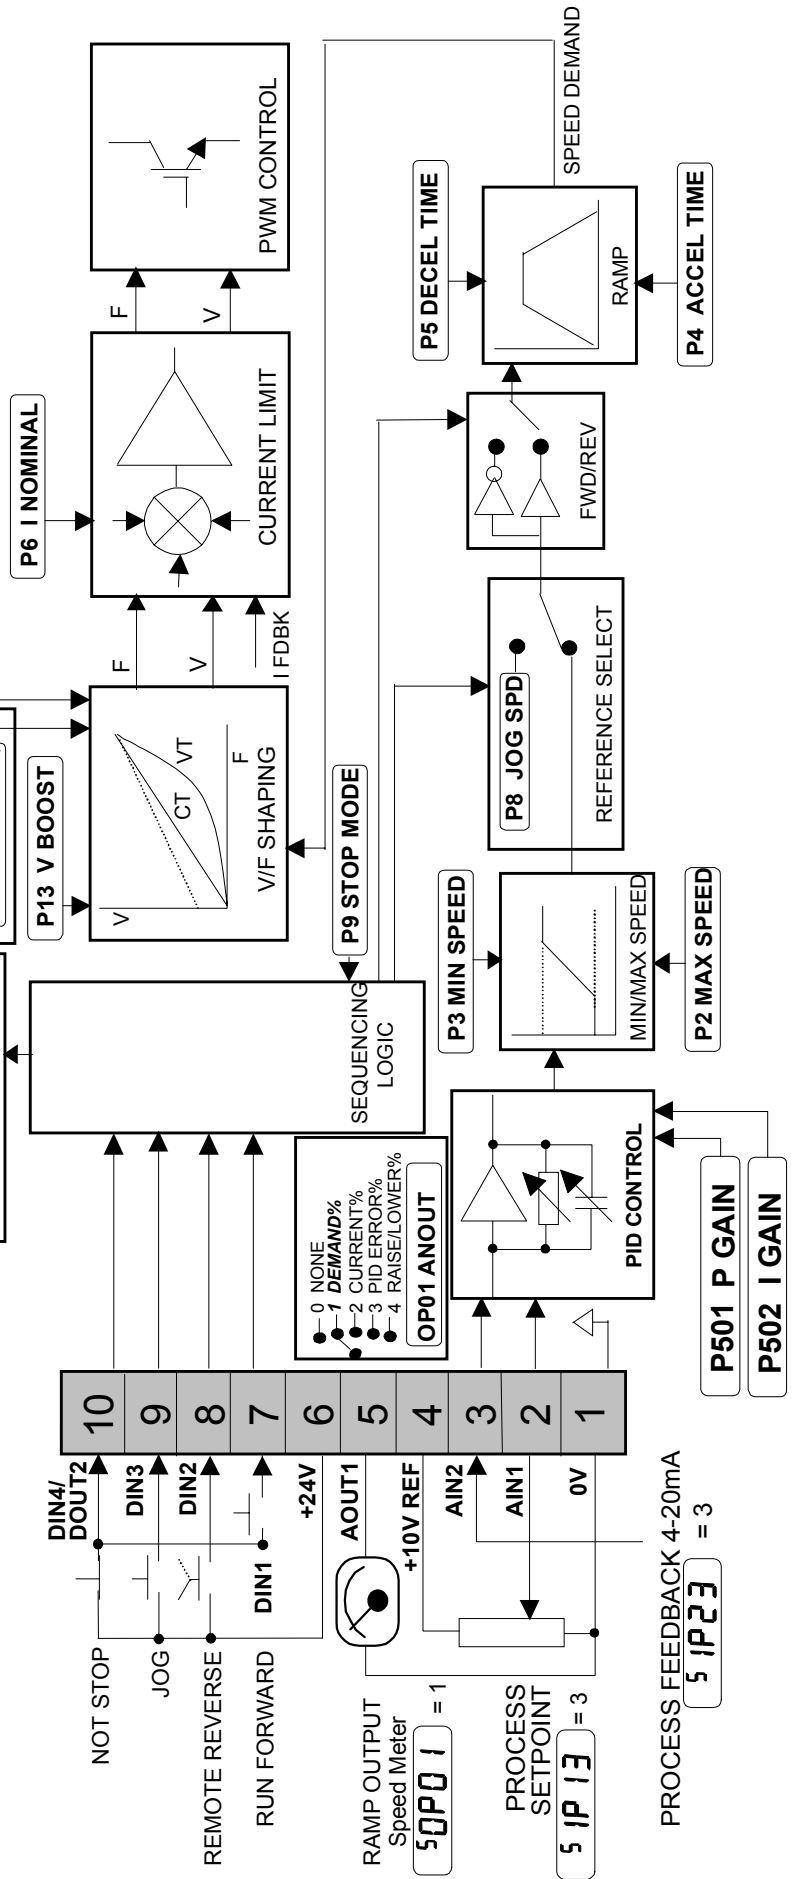 NOT STOP
JOG
REMOTE REVERSE
RUN FORWARD
RAMP OUTPUT
Speed Meter
SOP01 = 1
PROCESS
SETPOINT
S IP13 = 3
PROCESS FEEDBACK 4-20mA
S IP23 = 3
DIN4/
DOUT2
DIN3
DIN2
DIN1
+24V
AOUT1
+10V REF
AIN2
AIN1
0V
10
9
8
7
6
5
4
3
2
1
0 NONE
1 DEMAND%
2 CURRENT%
3 PID ERROR%
4 RAISE/LOWER%
OP01 ANOUT
SEQUENCING
LOGIC
P9 STOP MODE
PID CONTROL
P501 P GAIN
P502 I GAIN
P3 MIN SPEED
MIN/MAX SPEED
P2 MAX SPEED
P8 JOG SPD
REFERENCE SELECT
FWD/REV
P5 DECEL TIME
RAMP
P4 ACCEL TIME
SPEED DEMAND
P13 V BOOST
V
CT
VT
F
V/F SHAPING
F
V
I FDBK
P6 I NOMINAL
CURRENT LIMIT
F
V
PWM CONTROL